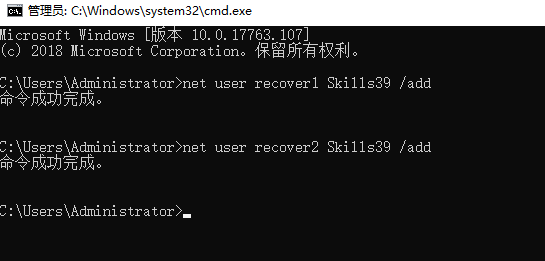 管理员: C:\Windows\system32\cmd.exe
Microsoft Windows [版本 10.0.17763.107]
(c) 2018 Microsoft Corporation。保留所有权利。
C:\Users\Administrator>net user recover1 Skills39 /add
命令成功完成。
C:\Users\Administrator>net user recover2 Skills39 /add
命令成功完成。
C:\Users\Administrator>